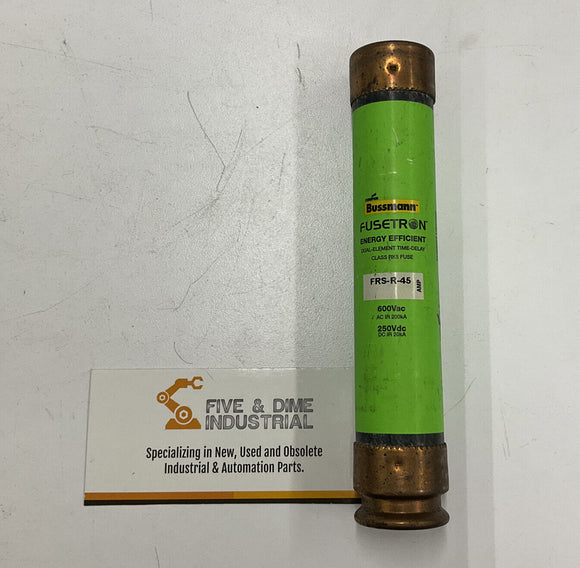 COOPER
Bussmann
FUSETRON
ENERGY EFFICIENT
DUAL-ELEMENT TIME-DELAY
CLASS RK5 FUSE
FRS-R-45
AMP
600Vac
AC IR 200kA
250Vdc
DC IR 20kA
FIVE & DIME
INDUSTRIAL
Specializing in New, Used and Obsolete
Industrial & Automation Parts.